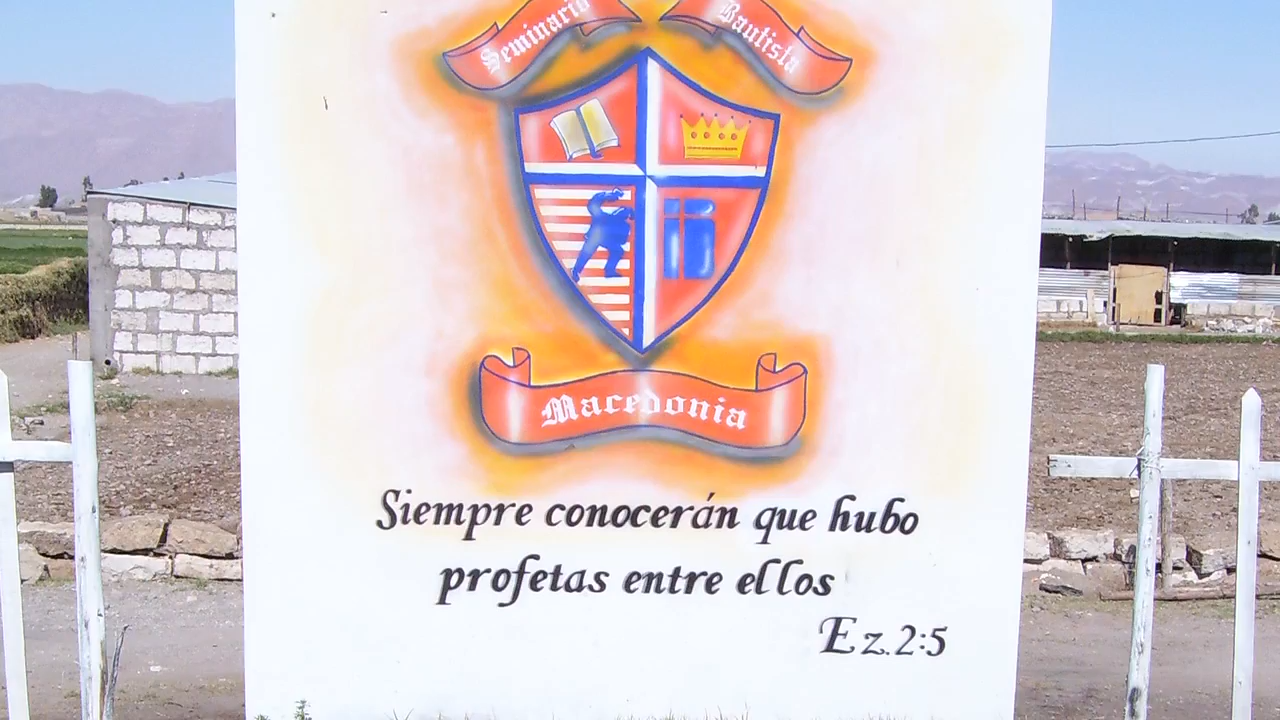 Seminario Bautista
Macedonia
Siempre conocerán que hubo
profetas entre ellos
Ez.2:5